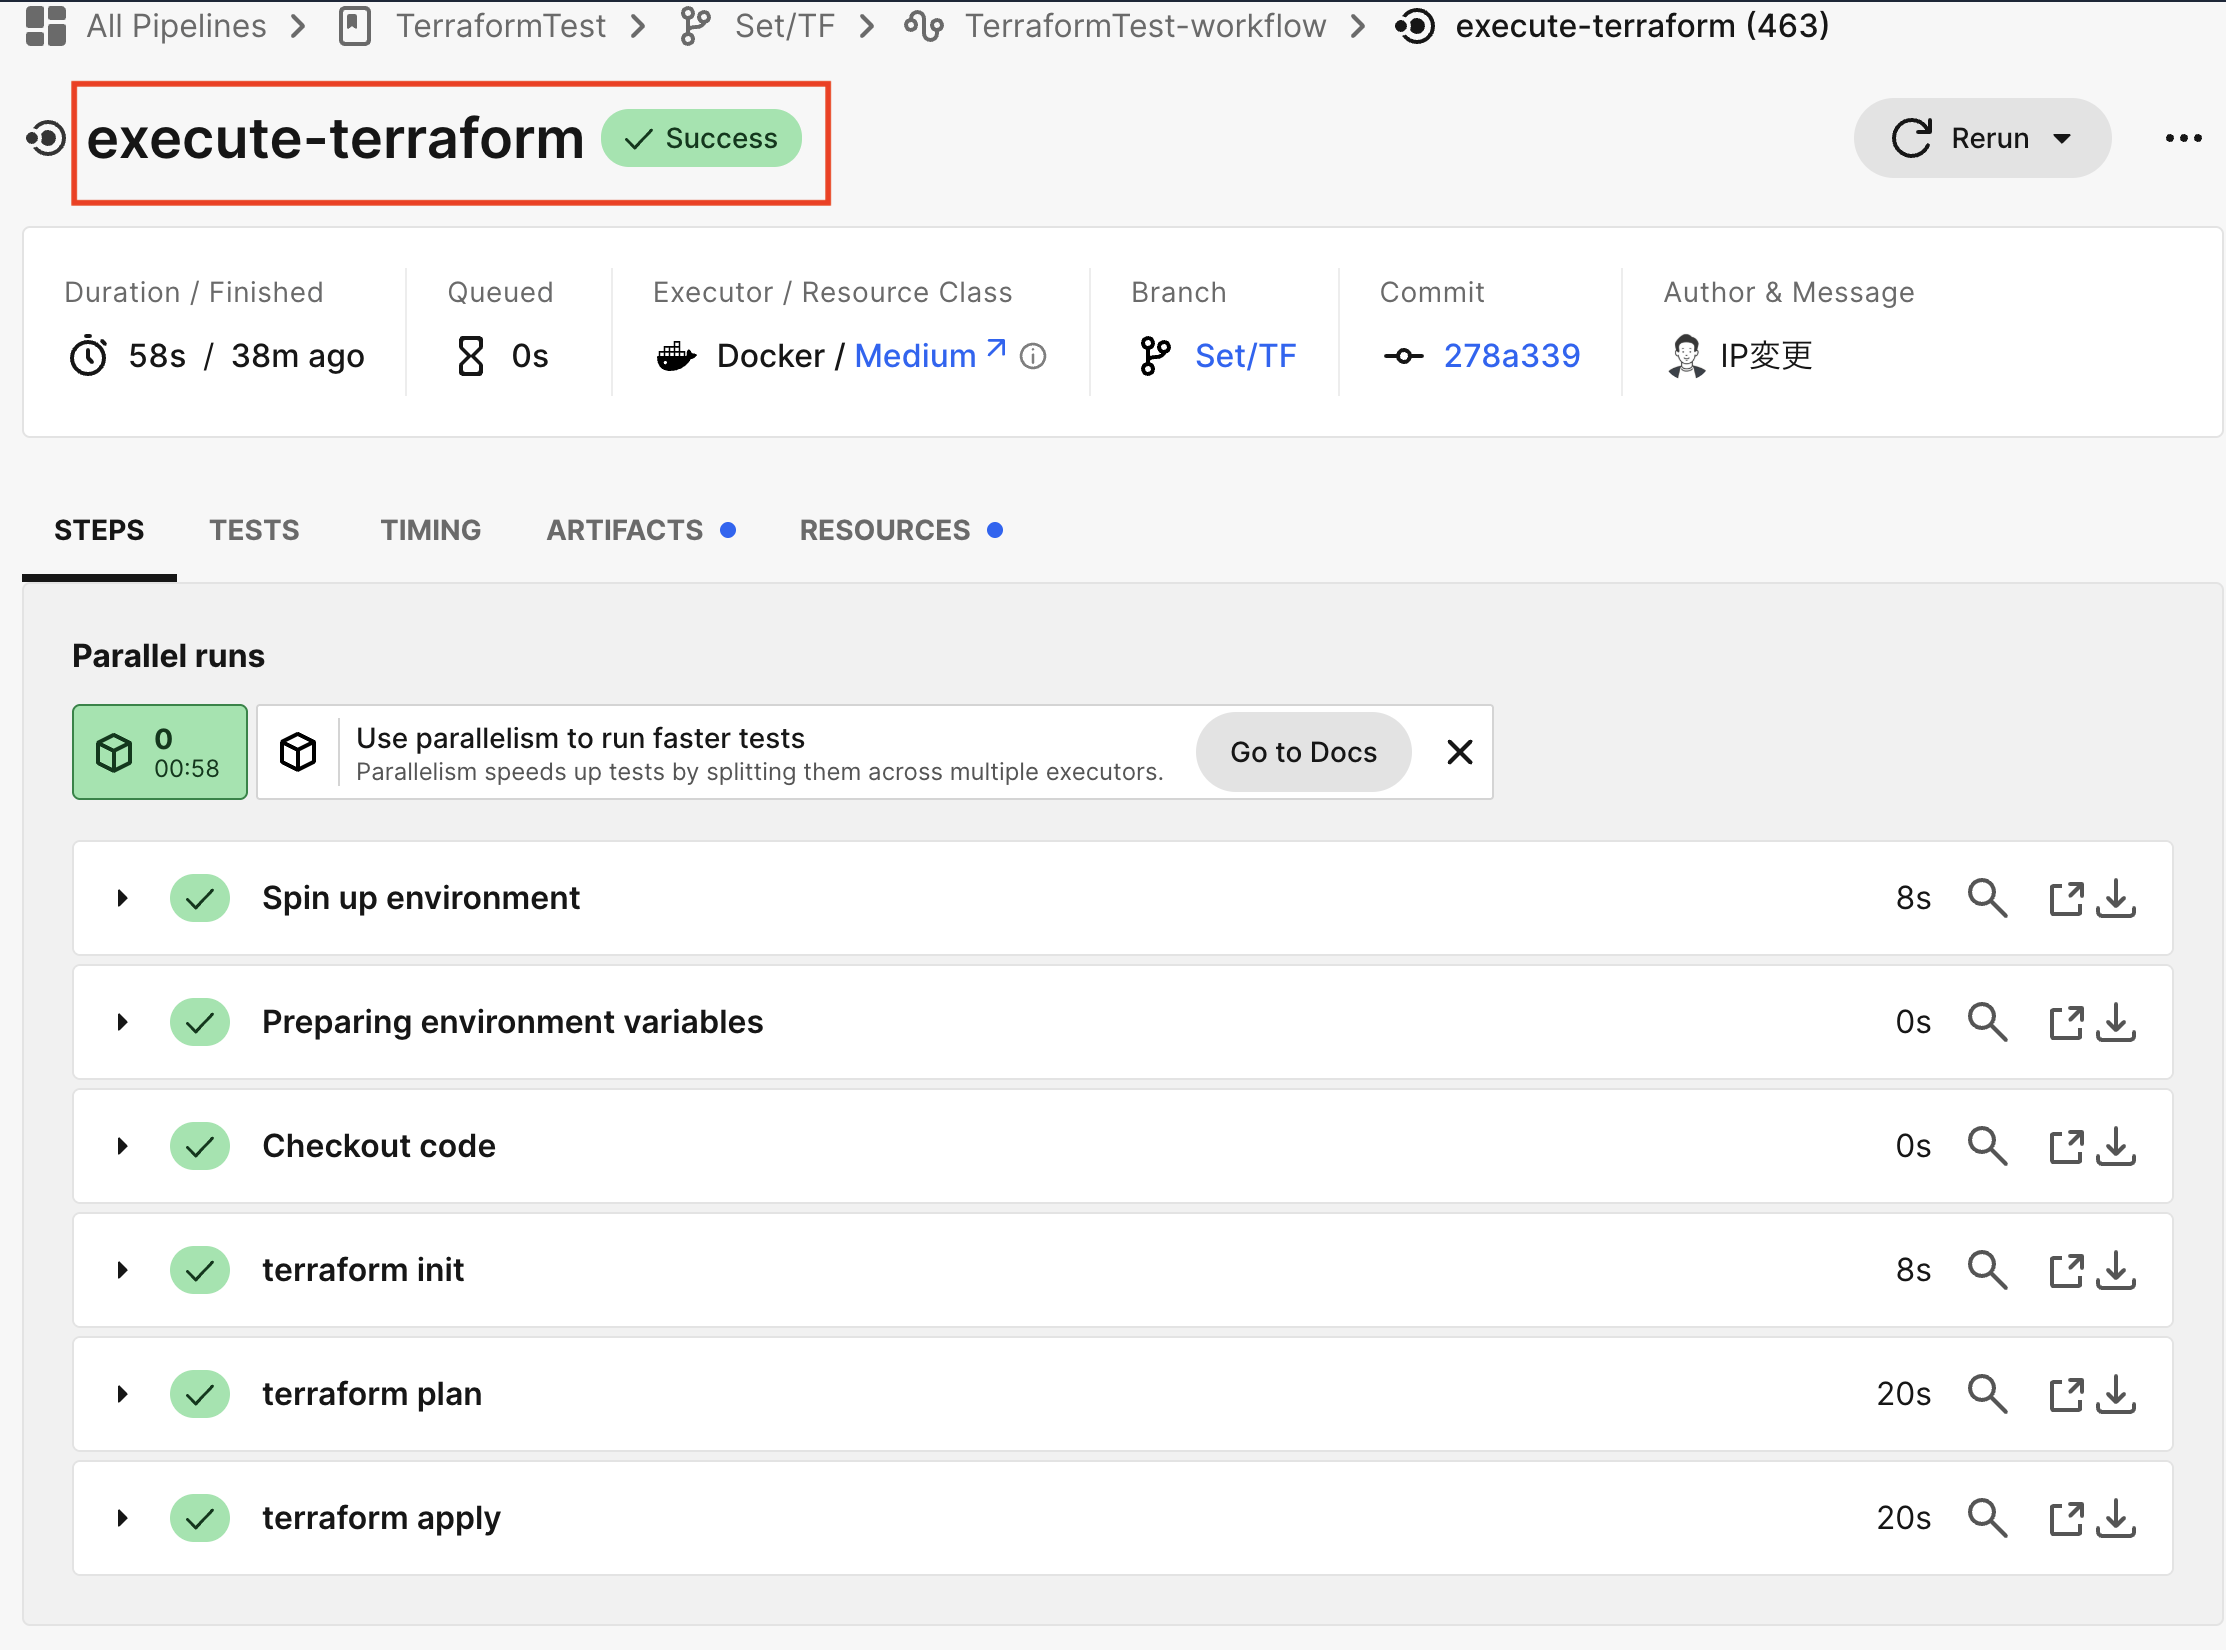 All Pipelines > TerraformTest > Set/TF > TerraformTest-workflow > execute-terraform (463)
execute-terraform Success Rerun
Duration / Finished Queued Executor / Resource Class Branch Commit Author & Message
58s / 38m ago 0s Docker / Medium Set/TF 278a339 IP変更
STEPS TESTS TIMING ARTIFACTS RESOURCES
Parallel runs
0
00:58
Use parallelism to run faster tests
Parallelism speeds up tests by splitting them across multiple executors.
Go to Docs
Spin up environment 8s
Preparing environment variables 0s
Checkout code 0s
terraform init 8s
terraform plan 20s
terraform apply 20s